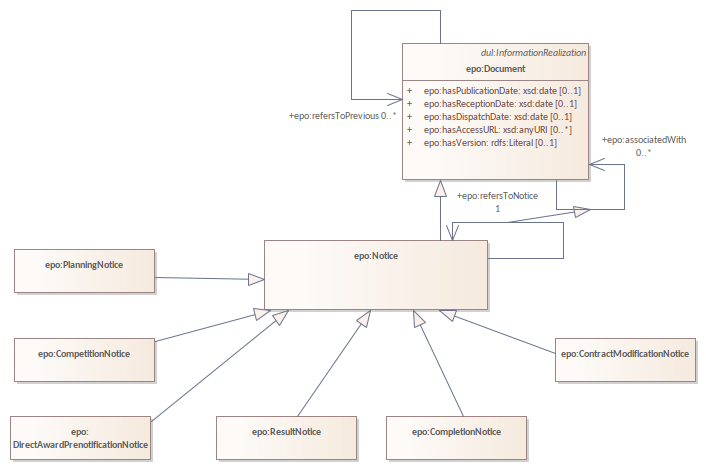 dul:InformationRealization
epo:Document
+ epo:hasPublicationDate: xsd:date [0..1]
+ epo:hasReceptionDate: xsd:date [0..1]
+ epo:hasDispatchDate: xsd:date [0..1]
+ epo:hasAccessURL: xsd:anyURI [0..*]
+ epo:hasVersion: rdfs:Literal [0..1]
+epo:refersToPrevious 0..*
+epo:associatedWith
0..*
+epo:refersToNotice
1
epo:Notice
epo:PlanningNotice
epo:CompetitionNotice
epo:ContractModificationNotice
epo:
DirectAwardPrenotificationNotice
epo:ResultNotice
epo:CompletionNotice